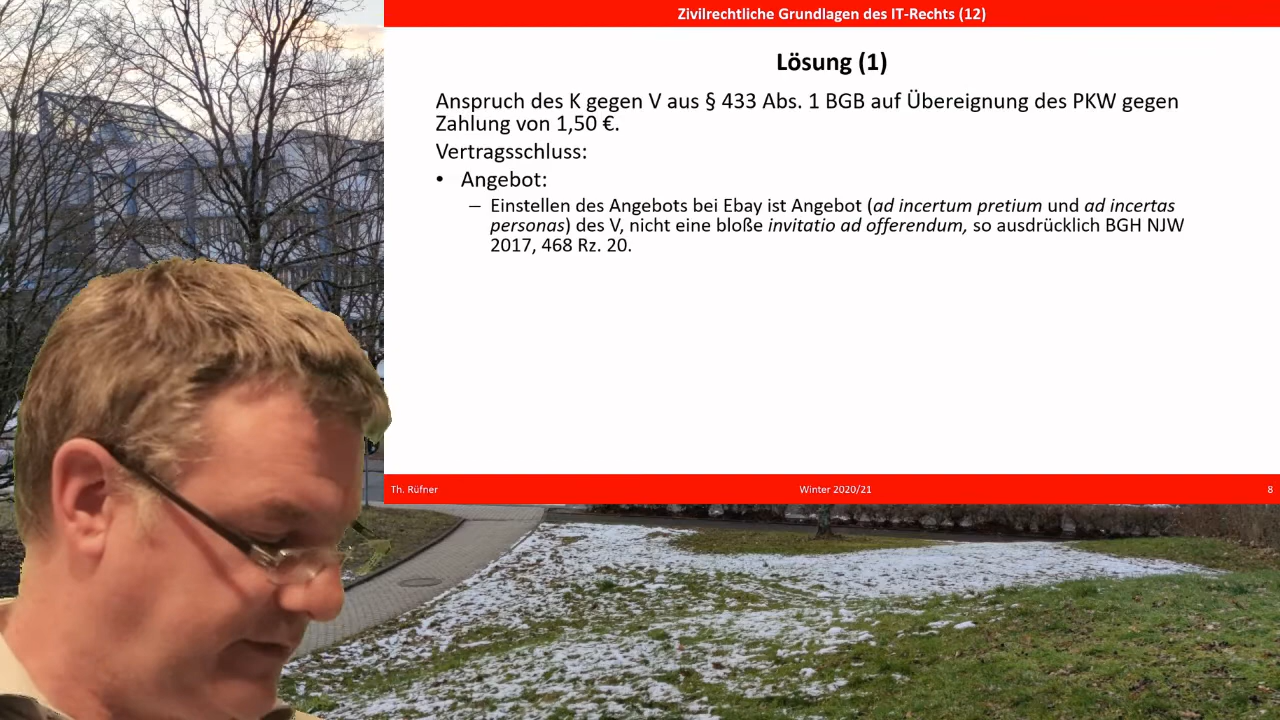 Zivilrechtliche Grundlagen des IT-Rechts (12)
Lösung (1)
Anspruch des K gegen V aus § 433 Abs. 1 BGB auf Übereignung des PKW gegen
Zahlung von 1,50 €.
Vertragsschluss:
• Angebot:
– Einstellen des Angebots bei Ebay ist Angebot (ad incertum pretium und ad incertas
personas) des V, nicht eine bloße invitatio ad offerendum, so ausdrücklich BGH NJW
2017, 468 Rz. 20.
Th. Rüfner
Winter 2020/21
8